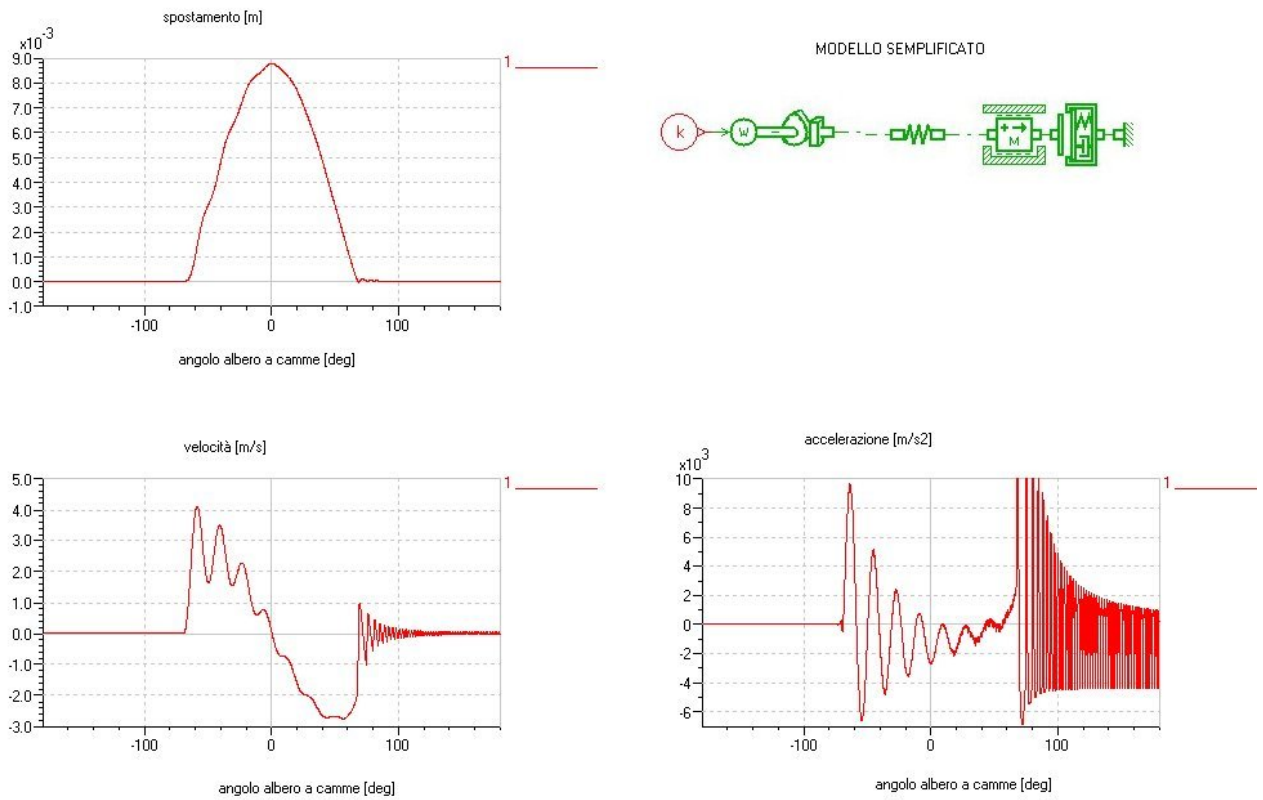 spostamento [m]
x10-3
9.0
8.0
7.0
6.0
5.0
4.0
3.0
2.0
1.0
0.0
-1.0
-100 0 100
angolo albero a camme [deg]
1
MODELLO SEMPLIFICATO
k W M
velocità [m/s]
5.0
4.0
3.0
2.0
1.0
0.0
-1.0
-2.0
-3.0
-100 0 100
angolo albero a camme [deg]
1
accelerazione [m/s2]
x10 3
10
8
6
4
2
0
-2
-4
-6
-100 0 100
angolo albero a camme [deg]
1